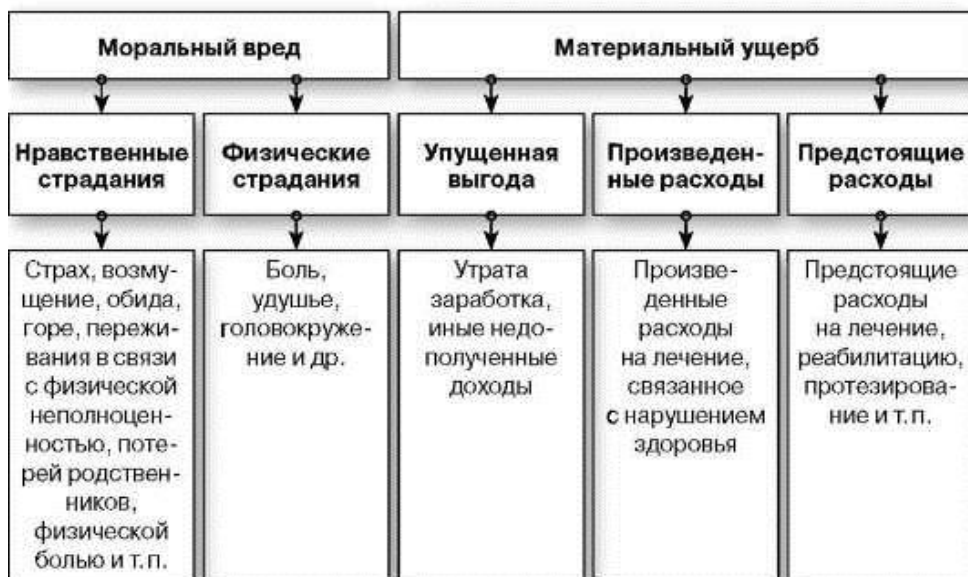 Моральный вред
Материальный ущерб
Нравственные
страдания
Физические
страдания
Упущенная
выгода
Произведен-
ные расходы
Предстоящие
расходы
Страх, возму-
щение, обида,
горе, пережи-
вания в связи
с физической
неполноцен-
ностью, поте-
рей родствен-
ников,
физической
болью и т. п.
Боль,
удушье,
головокруже-
ние и др.
Утрата
заработка,
иные недо-
полученные
доходы
Произве-
денные
расходы
на лечение,
связанное
с нарушением
здоровья
Предстоящие
расходы
на лечение,
реабилитацию,
протезирова-
ние и т. п.